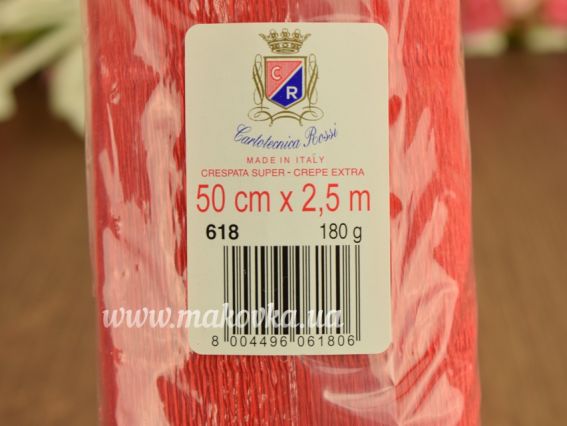 C
R
Cartotecnica Rossi
MADE IN ITALY
CRESPATA SUPER - CREPE EXTRA
50 cm x 2,5 m
618 180 g
www.makovka.ua
8 004496 061806